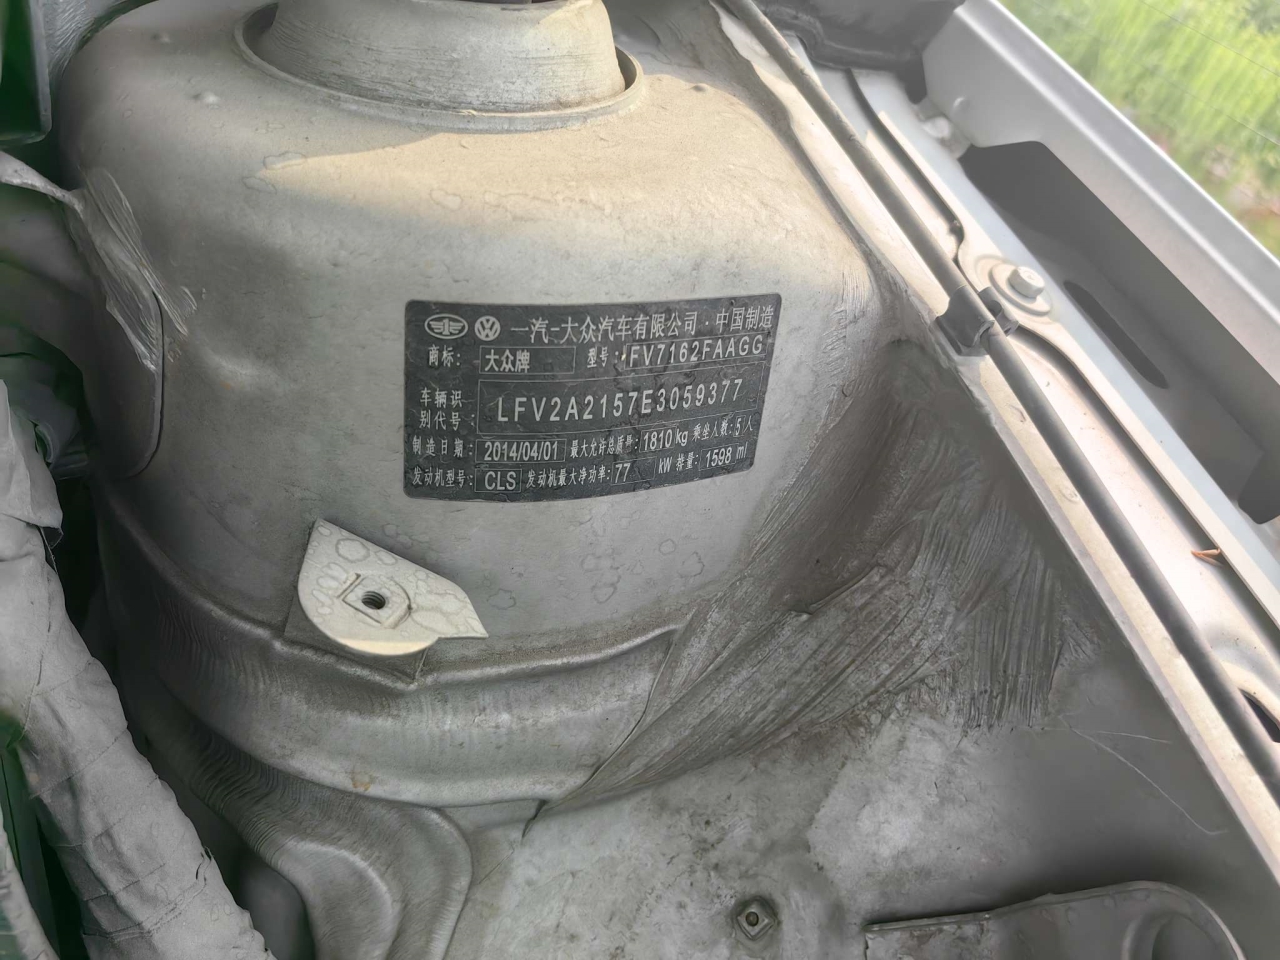 一汽-大众汽车有限公司·中国制造
商标: 大众牌 型号: FV7162FAAGG
车辆识别代号: LFV2A2157E3059377
制造日期: 2014/04/01 最大允许总质量: 1810 kg 乘坐人数: 5人
发动机型号: CLS 发动机最大净功率: 77 kW 排量: 1598 ml